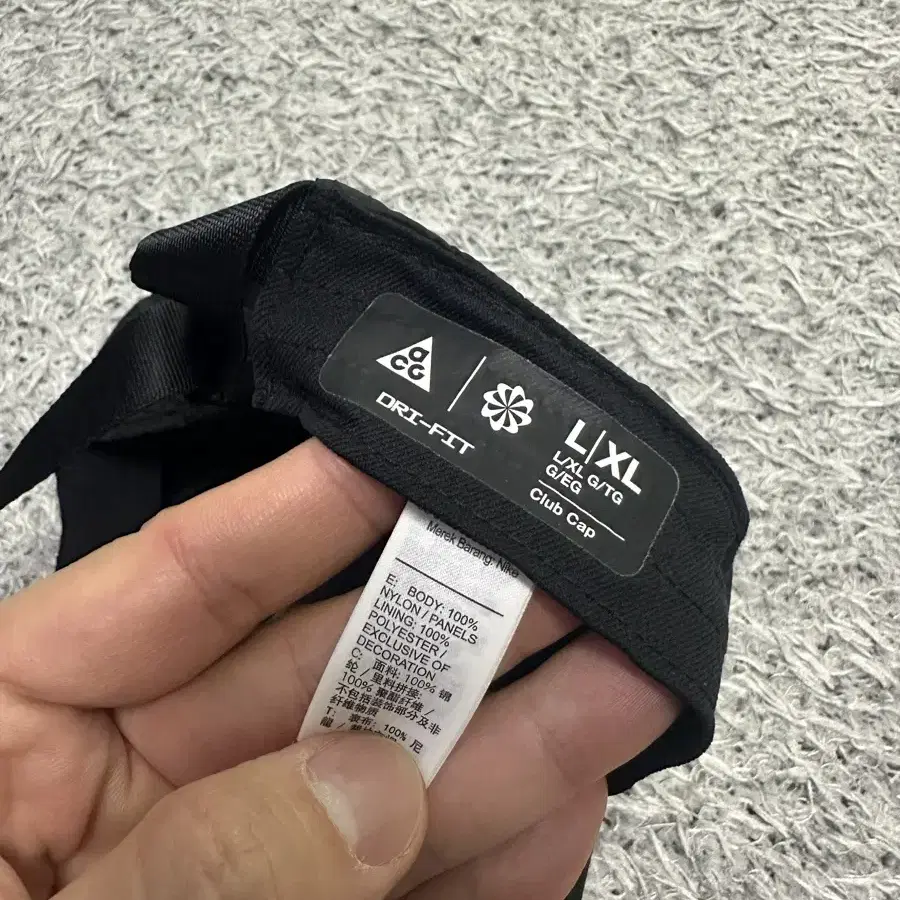 aCG
DRI-FIT
L|XL
L/XL G/TG
G/EG
Club Cap
Merek Barang: Nike
E: BODY: 100%
NYLON / PANELS
LINING: 100%
POLYESTER /
EXCLUSIVE OF
DECORATION
C: 面料: 100% 锦
纶 / 里料拼接:
100% 聚酯纤维 /
不包括装饰部分及非
纤维物质
T: 表布: 100% 尼
龍